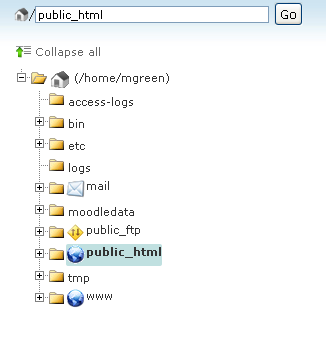 /public_html Go
Collapse all
(/home/mgreen)
access-logs
bin
etc
logs
mail
moodledata
public_ftp
public_html
tmp
www